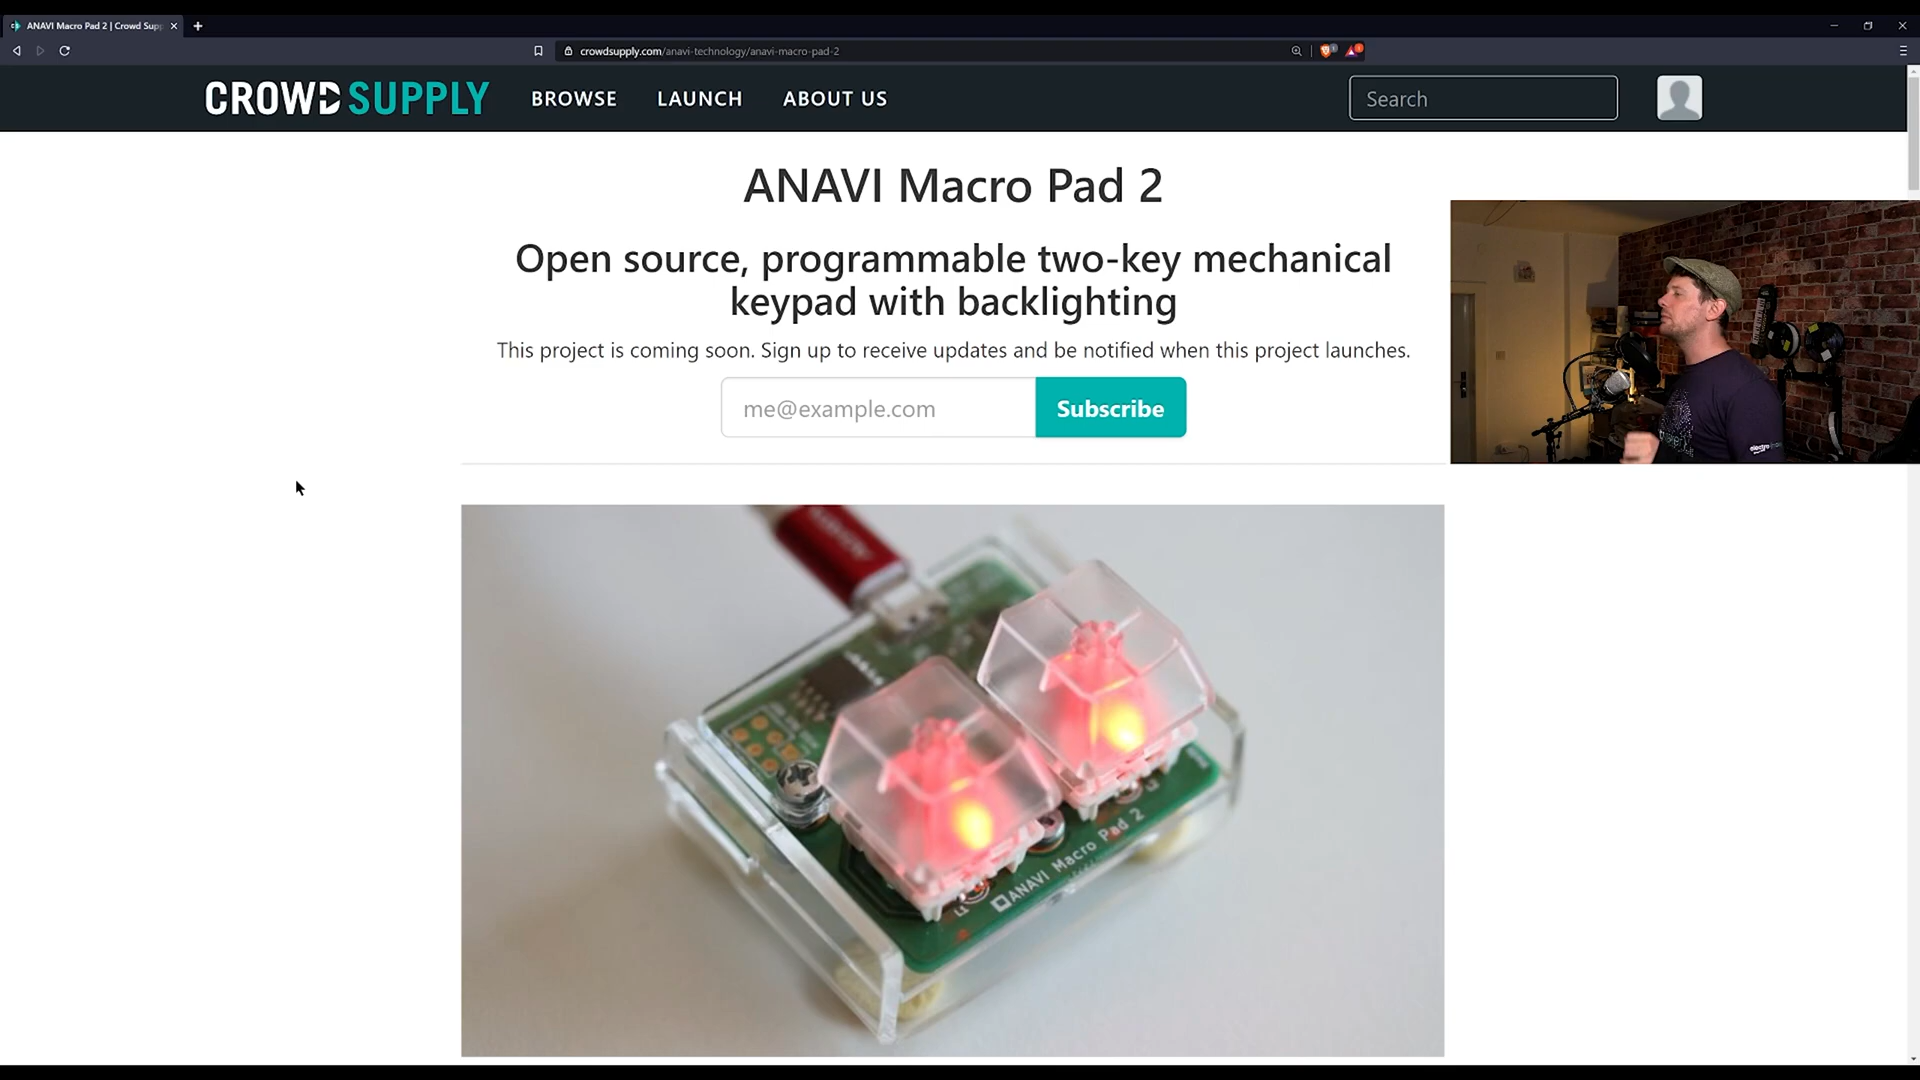 ANAVI Macro Pad 2 | Crowd Supp
crowdsupply.com/anavi-technology/anavi-macro-pad-2
CROWD SUPPLY BROWSE LAUNCH ABOUT US Search
ANAVI Macro Pad 2
Open source, programmable two-key mechanical
keypad with backlighting
This project is coming soon. Sign up to receive updates and be notified when this project launches.
me@example.com Subscribe
ANAVI Macro Pad 2
L1